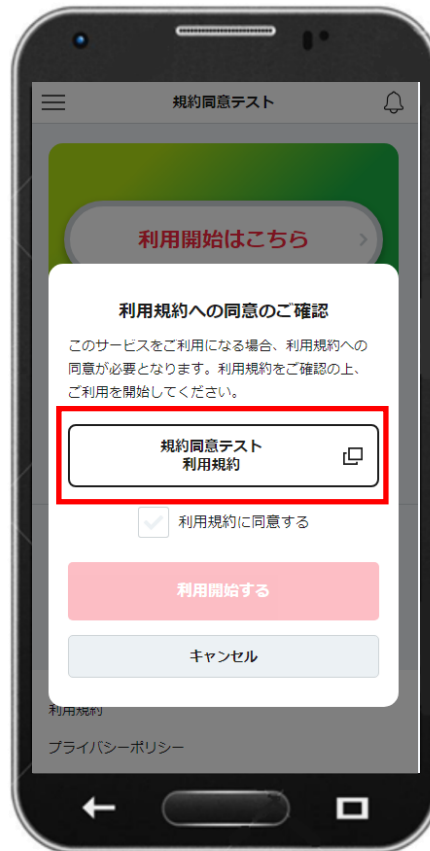 規約同意テスト
利用開始はこちら
利用規約への同意のご確認
このサービスをご利用になる場合、利用規約への
同意が必要となります。利用規約をご確認の上、
ご利用を開始してください。
規約同意テスト
利用規約
利用規約に同意する
利用開始する
キャンセル
利用規約
プライバシーポリシー